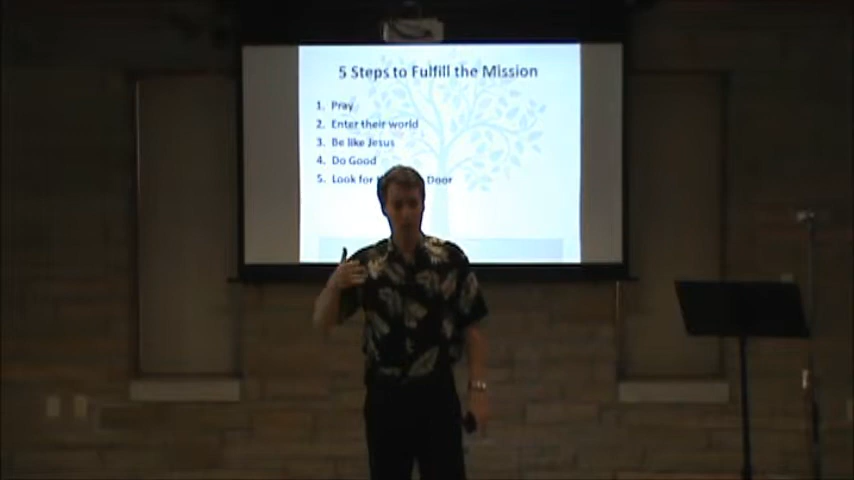 5 Steps to Fulfill the Mission
1. Pray
2. Enter their world
3. Be like Jesus
4. Do Good
5. Look for Door